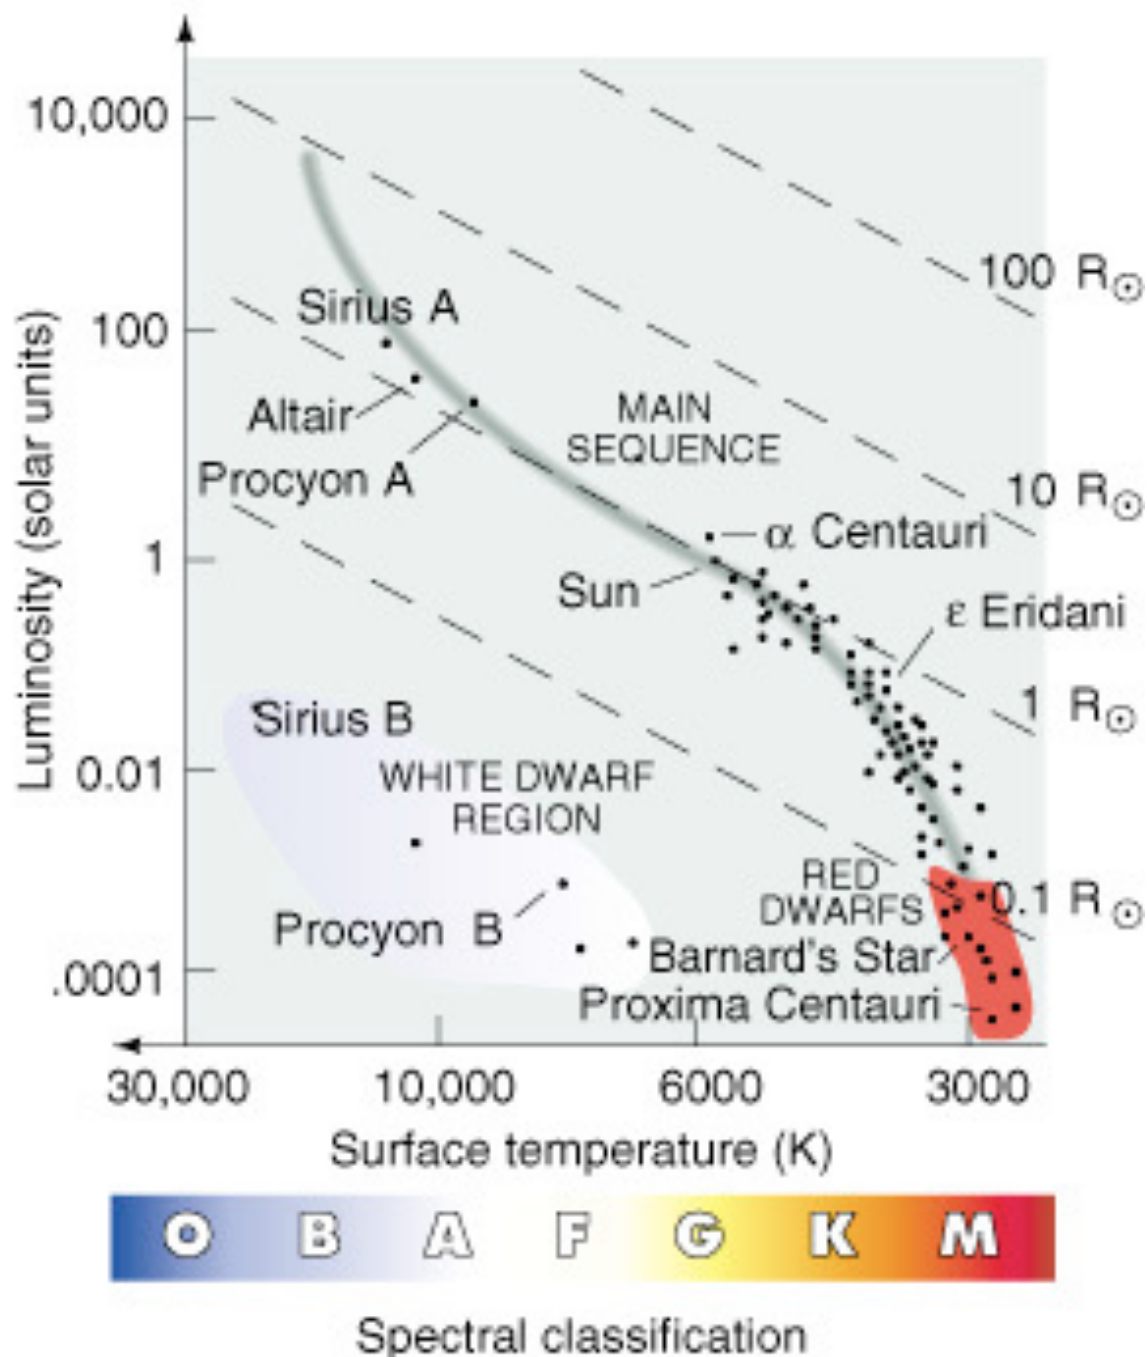 10,000
100 R☉
Sirius A
100
Altair
MAIN
SEQUENCE
Procyon A
10 R☉
α Centauri
1
Sun
ε Eridani
Luminosity (solar units)
1 R☉
Sirius B
0.01
WHITE DWARF
REGION
RED
DWARFS
0.1 R☉
Procyon B
Barnard's Star
.0001
Proxima Centauri
30,000 10,000 6000 3000
Surface temperature (K)
O B A F G K M
Spectral classification